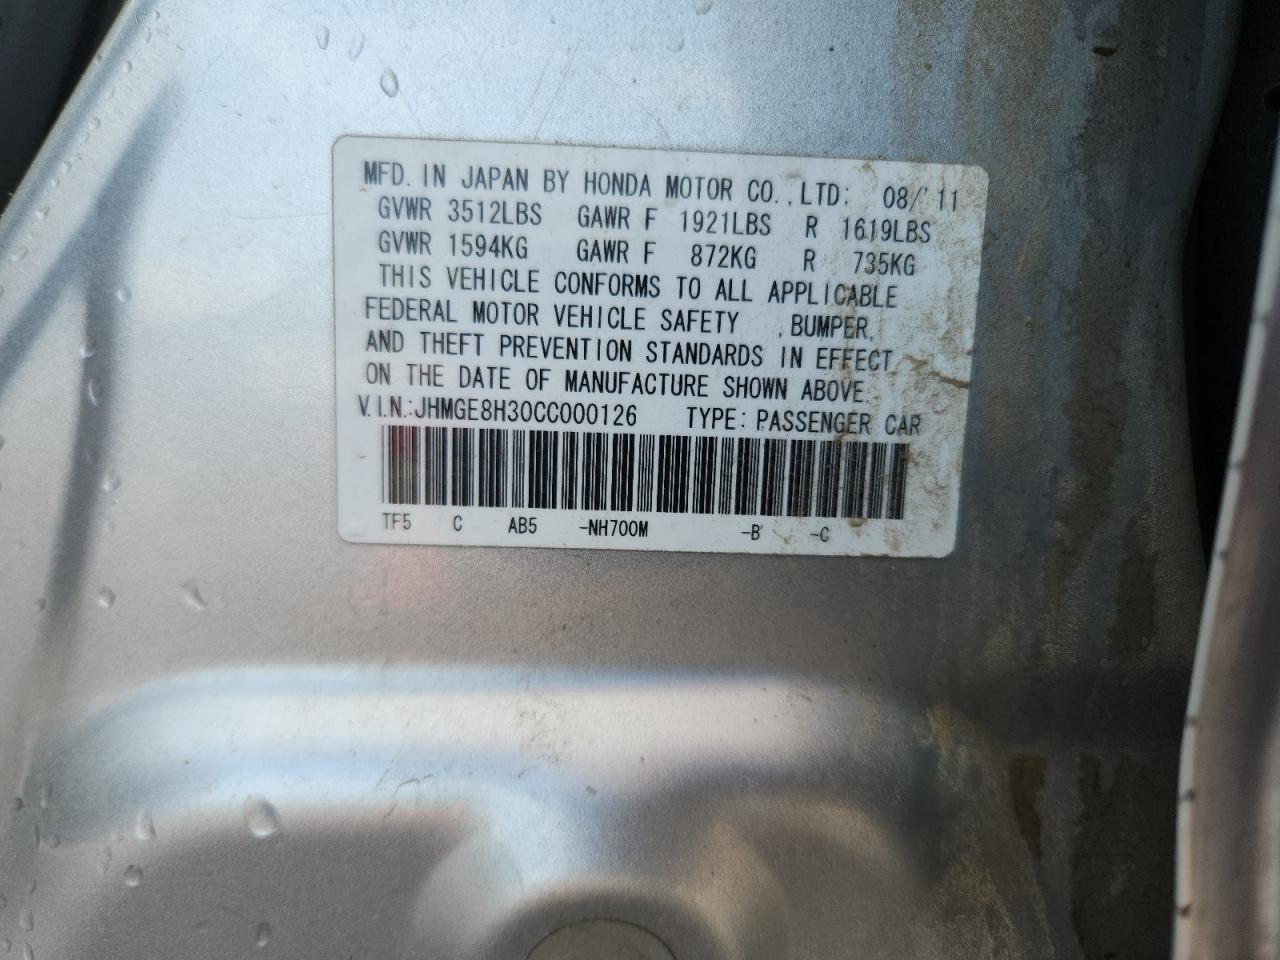 MFD. IN JAPAN BY HONDA MOTOR CO., LTD: 08/ 11
GVWR 3512LBS GAWR F 1921LBS R 1619LBS
GVWR 1594KG GAWR F 872KG R 735KG
THIS VEHICLE CONFORMS TO ALL APPLICABLE
FEDERAL MOTOR VEHICLE SAFETY , BUMPER,
AND THEFT PREVENTION STANDARDS IN EFFECT
ON THE DATE OF MANUFACTURE SHOWN ABOVE.
V.I.N.:JHMGE8H30CC000126 TYPE: PASSENGER CAR
TF5 C AB5 -NH700M -B -C